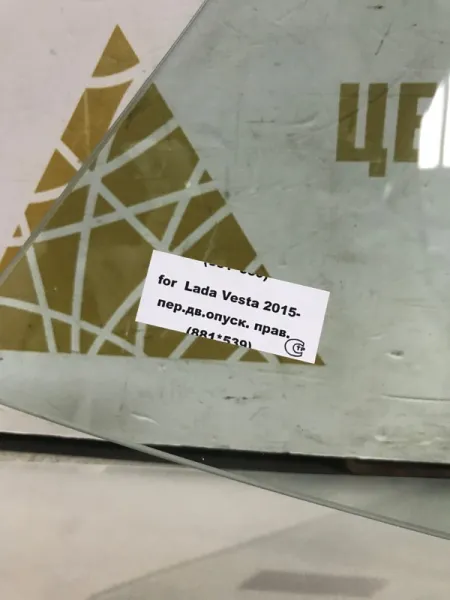 ЦЕ
for Lada Vesta 2015-
пер.дв.опуск. прав.
(881*539)